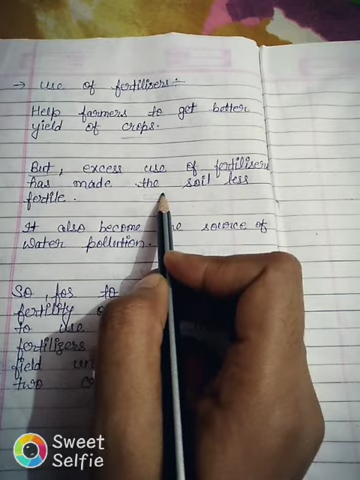 → Use of fertilizers :-
Help farmers to get better
yield of crops.
But, excess use of fertilizers
has made the soil less
fertile.
It also become the source of
water pollution.
So, for to
fertility
to use
fertilizers
field
two
Sweet
Selfie